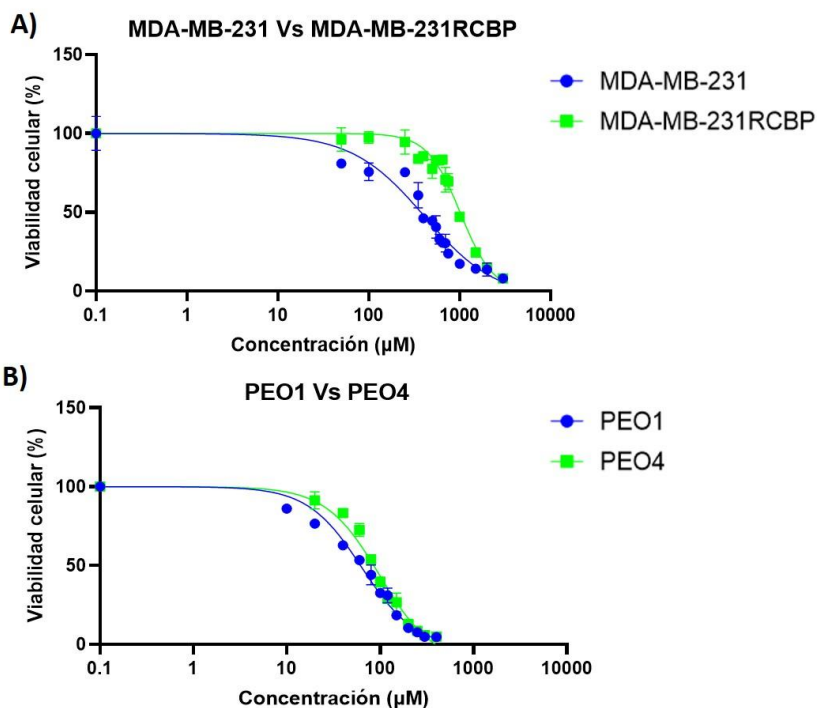 A)
MDA-MB-231 Vs MDA-MB-231RCBP
150
100
50
0
Viabilidad celular (%)
0.1 1 10 100 1000 10000
Concentración (µM)
MDA-MB-231
MDA-MB-231RCBP
B)
PEO1 Vs PEO4
150
100
50
0
Viabilidad celular (%)
0.1 1 10 100 1000 10000
Concentración (µM)
PEO1
PEO4